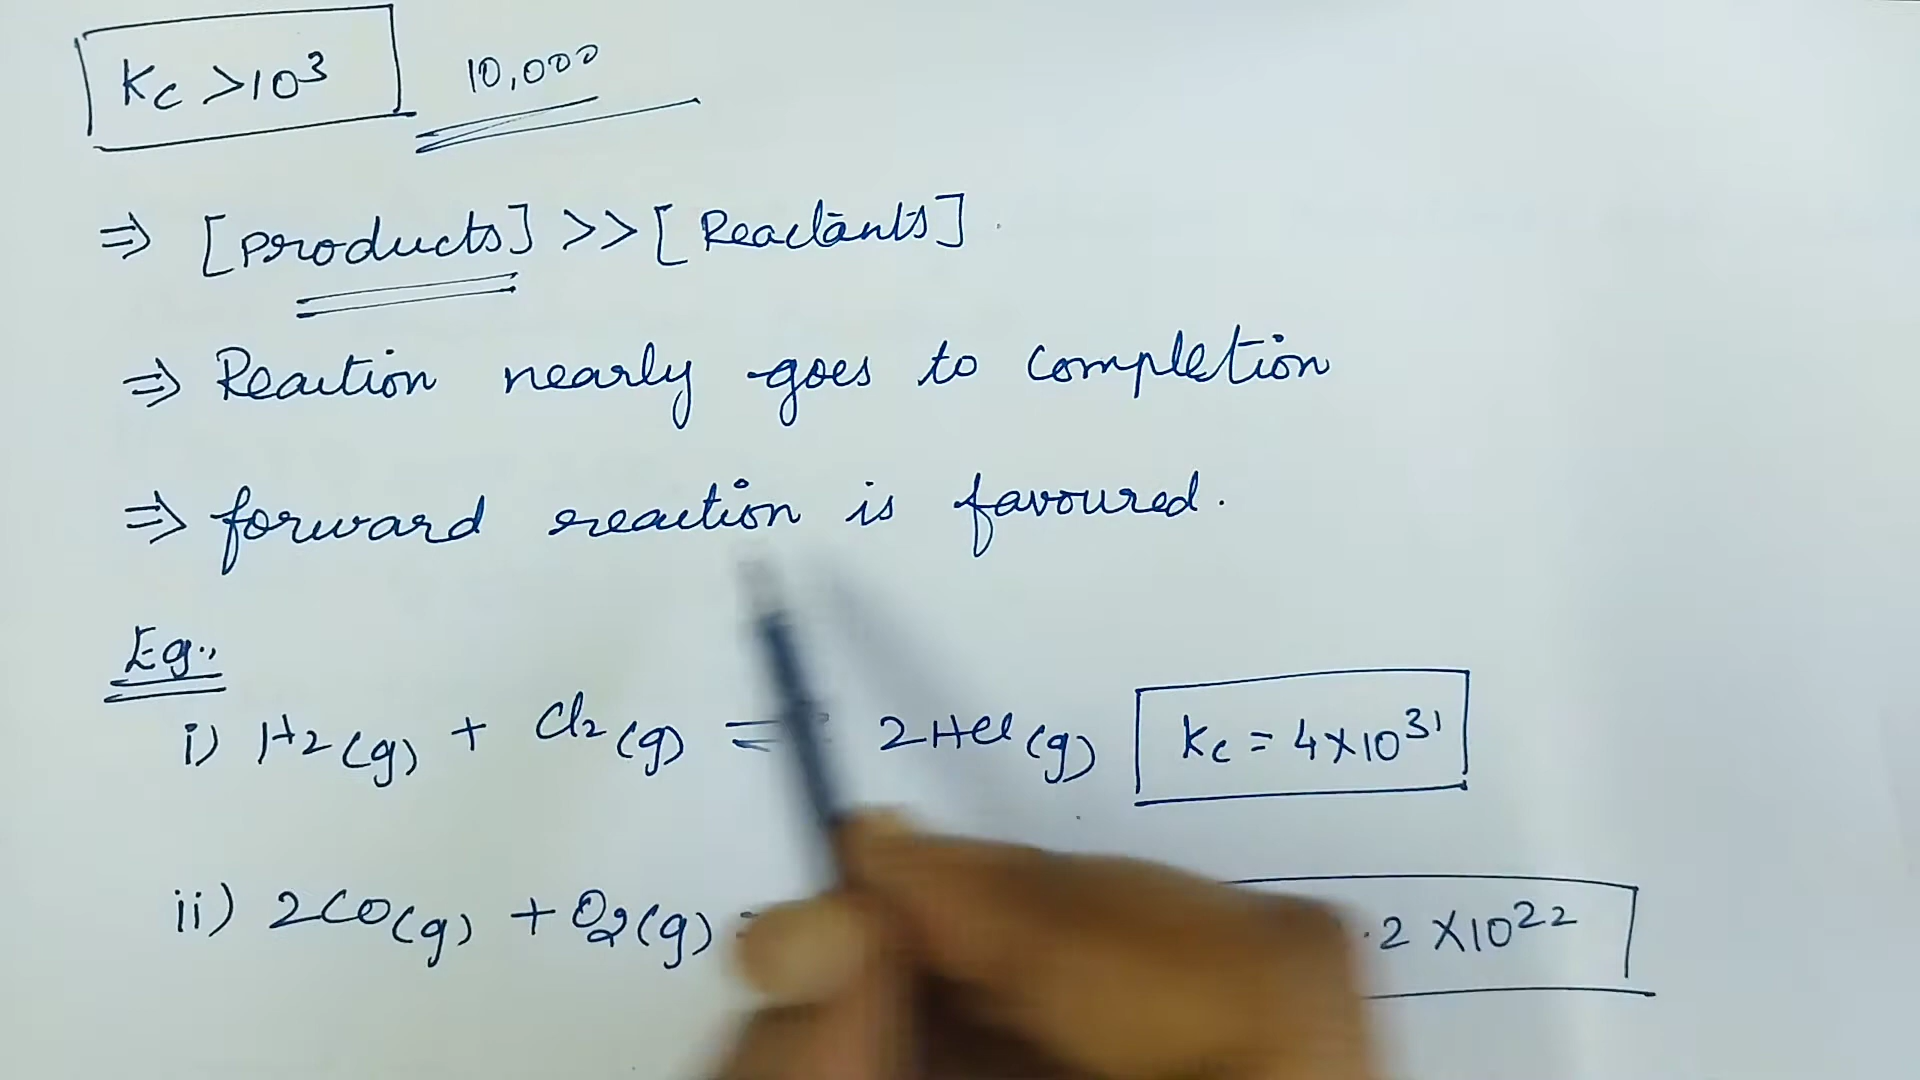 Kc >10³ 10,000
⇒ [products] >> [Reactants].
⇒ Reaction nearly goes to completion
⇒ forward reaction is favoured.
Eg.,
i) H₂(g) + Cl₂(g) ⇌ 2HCl(g) Kc = 4×10³¹
ii) 2CO(g) + O₂(g) .2 ×10²²